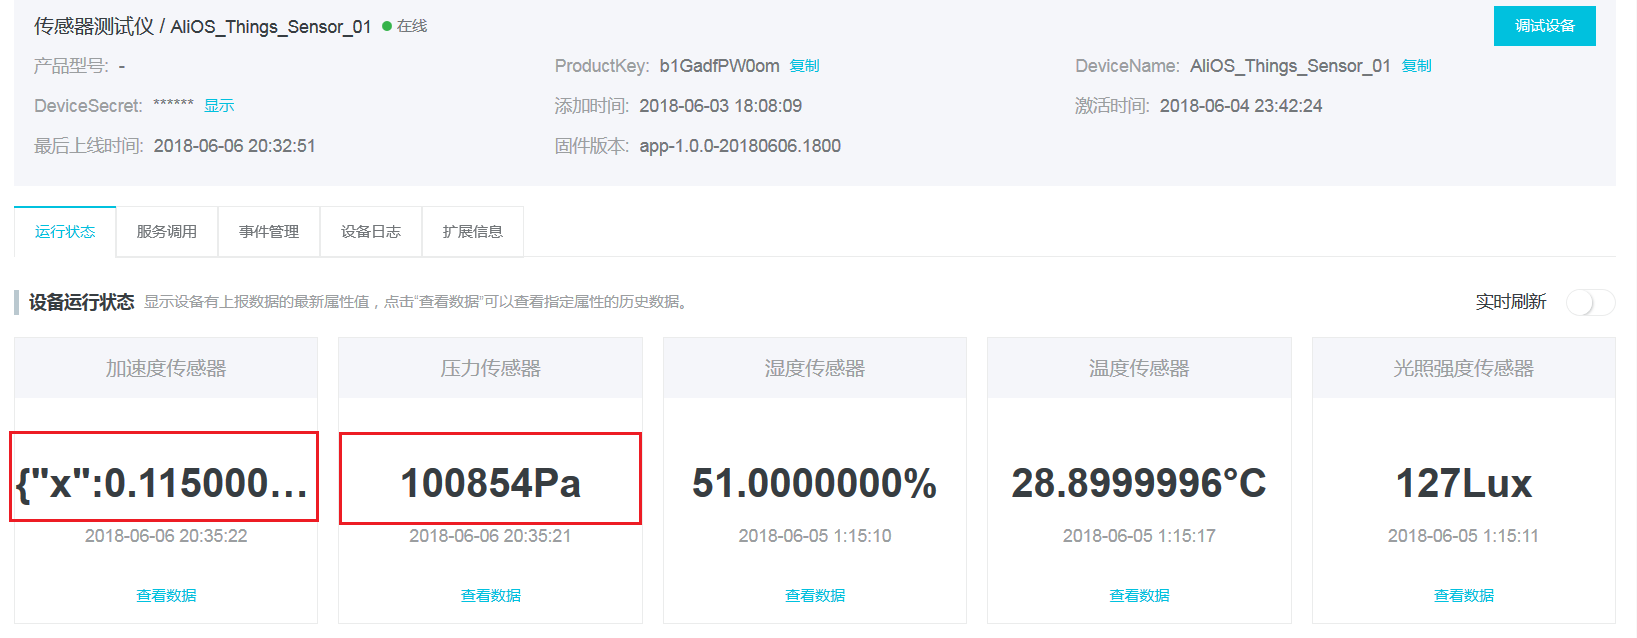 传感器测试仪 / AliOS_Things_Sensor_01 在线 调试设备
产品型号: - ProductKey: b1GadfPW0om 复制 DeviceName: AliOS_Things_Sensor_01 复制
DeviceSecret: ****** 显示 添加时间: 2018-06-03 18:08:09 激活时间: 2018-06-04 23:42:24
最后上线时间: 2018-06-06 20:32:51 固件版本: app-1.0.0-20180606.1800
运行状态 服务调用 事件管理 设备日志 扩展信息
设备运行状态 显示设备有上报数据的最新属性值，点击“查看数据”可以查看指定属性的历史数据。 实时刷新
加速度传感器 压力传感器 湿度传感器 温度传感器 光照强度传感器
{"x":0.115000... 100854Pa 51.0000000% 28.8999996°C 127Lux
2018-06-06 20:35:22 2018-06-06 20:35:21 2018-06-05 1:15:10 2018-06-05 1:15:17 2018-06-05 1:15:11
查看数据 查看数据 查看数据 查看数据 查看数据